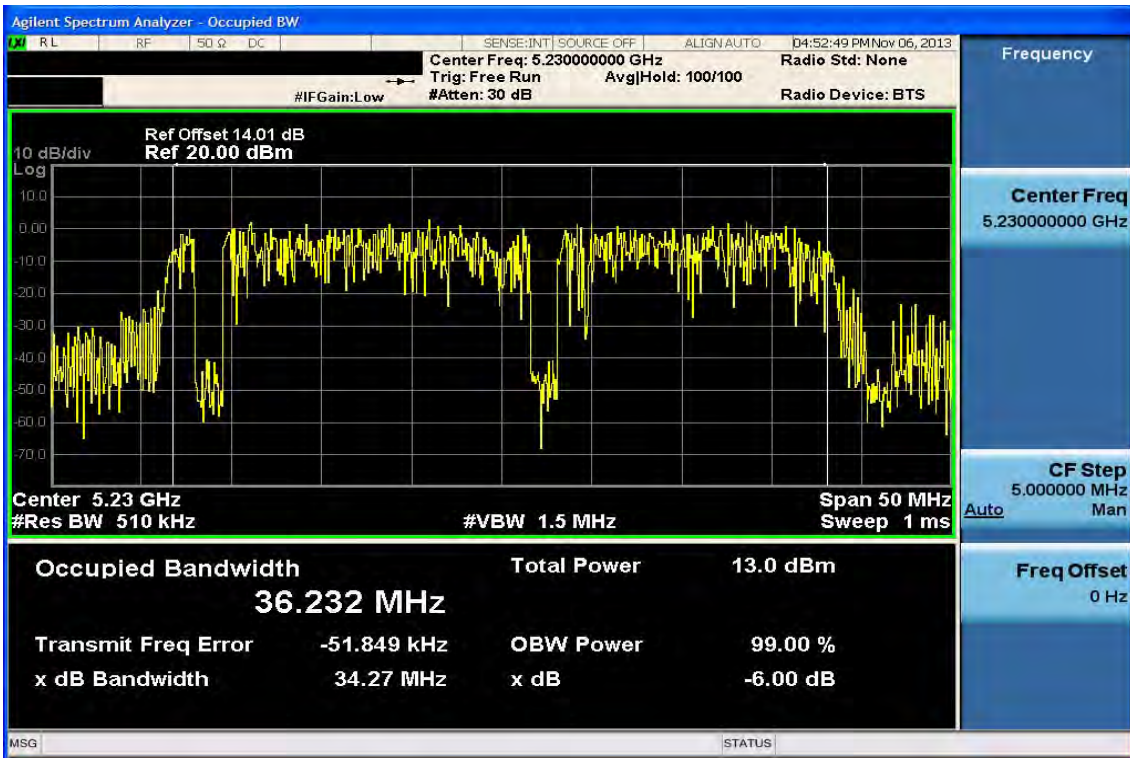 Agilent Spectrum Analyzer - Occupied BW
LXI RL RF 50 Ω DC SENSE:INT SOURCE OFF ALIGN AUTO 04:52:49 PM Nov 06, 2013
Center Freq: 5.230000000 GHz Radio Std: None
Trig: Free Run Avg|Hold: 100/100
#IFGain:Low #Atten: 30 dB Radio Device: BTS
Ref Offset 14.01 dB
10 dB/div Ref 20.00 dBm
Log
10.0
0.00
-10.0
-20.0
-30.0
-40.0
-50.0
-60.0
-70.0
Center 5.23 GHz Span 50 MHz
#Res BW 510 kHz #VBW 1.5 MHz Sweep 1 ms
Occupied Bandwidth Total Power 13.0 dBm
36.232 MHz
Transmit Freq Error -51.849 kHz OBW Power 99.00 %
x dB Bandwidth 34.27 MHz x dB -6.00 dB
MSG STATUS
Frequency
Center Freq
5.230000000 GHz
CF Step
5.000000 MHz
Auto Man
Freq Offset
0 Hz